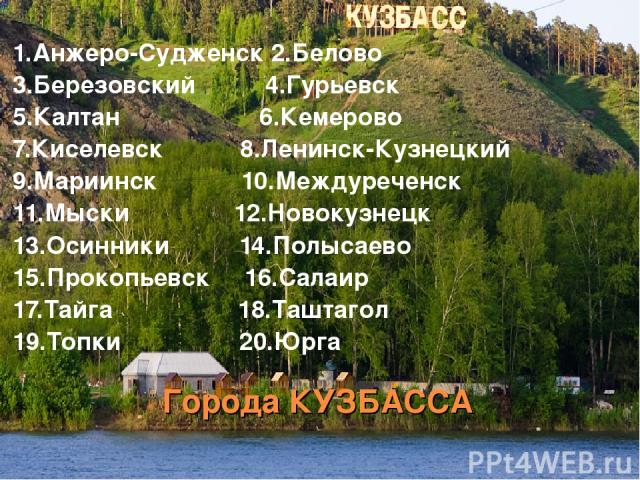 КУЗБАСС
1.Анжеро-Судженск 2.Белово
3.Березовский 4.Гурьевск
5.Калтан 6.Кемерово
7.Киселевск 8.Ленинск-Кузнецкий
9.Мариинск 10.Междуреченск
11.Мыски 12.Новокузнецк
13.Осинники 14.Полысаево
15.Прокопьевск 16.Салаир
17.Тайга 18.Таштагол
19.Топки 20.Юрга
Города КУЗБАССА
PPt4WEB.ru